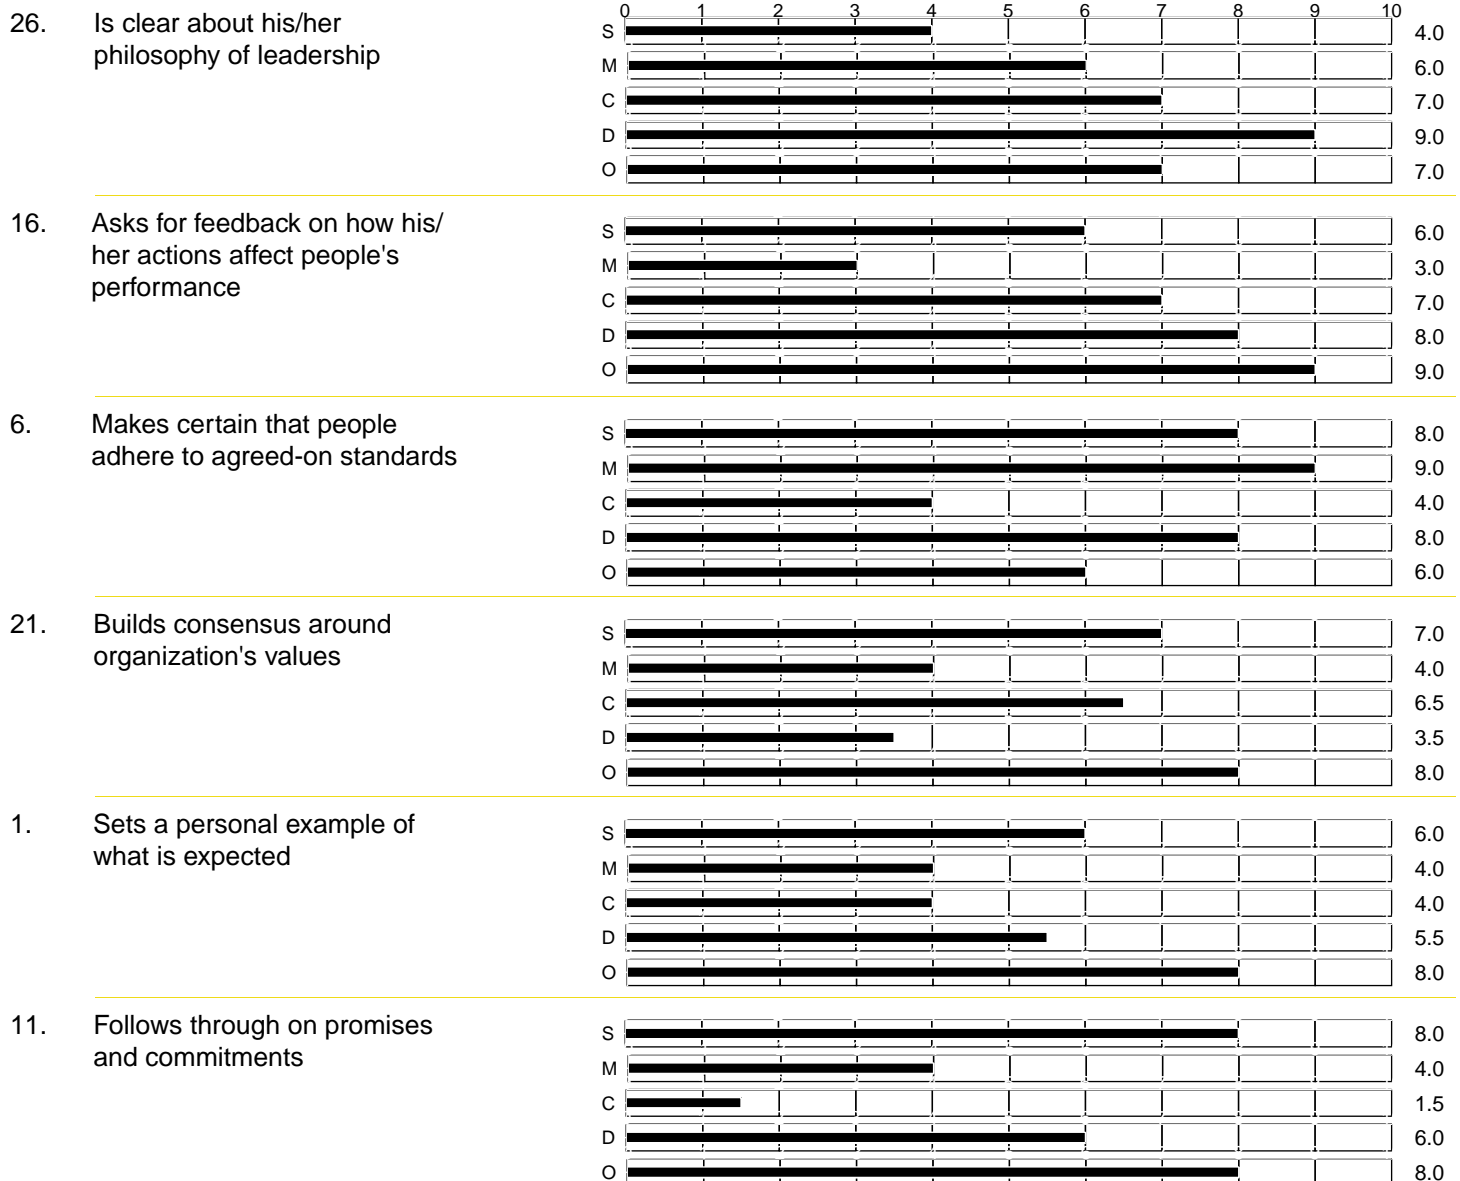 0 1 2 3 4 5 6 7 8 9 10
26. Is clear about his/her
philosophy of leadership
S 4.0
M 6.0
C 7.0
D 9.0
O 7.0
16. Asks for feedback on how his/
her actions affect people's
performance
S 6.0
M 3.0
C 7.0
D 8.0
O 9.0
6. Makes certain that people
adhere to agreed-on standards
S 8.0
M 9.0
C 4.0
D 8.0
O 6.0
21. Builds consensus around
organization's values
S 7.0
M 4.0
C 6.5
D 3.5
O 8.0
1. Sets a personal example of
what is expected
S 6.0
M 4.0
C 4.0
D 5.5
O 8.0
11. Follows through on promises
and commitments
S 8.0
M 4.0
C 1.5
D 6.0
O 8.0